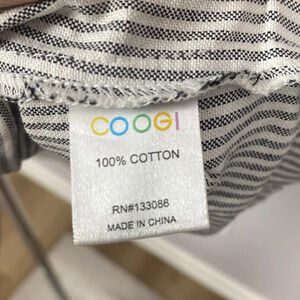 COOGI
100% COTTON
RN#133086
MADE IN CHINA